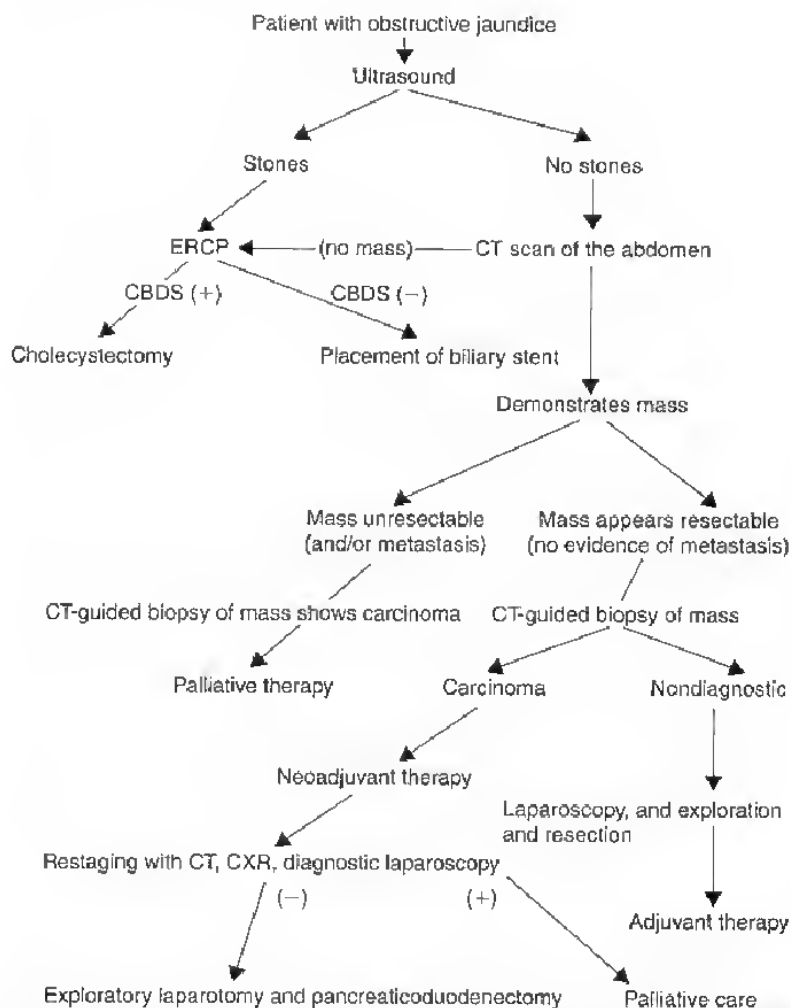 Patient with obstructive jaundice
Ultrasound
Stones
No stones
ERCP
(no mass)
CT scan of the abdomen
CBDS (+)
CBDS (−)
Cholecystectomy
Placement of biliary stent
Demonstrates mass
Mass unresectable
(and/or metastasis)
Mass appears resectable
(no evidence of metastasis)
CT-guided biopsy of mass shows carcinoma
CT-guided biopsy of mass
Palliative therapy
Carcinoma
Nondiagnostic
Neoadjuvant therapy
Laparoscopy, and exploration
and resection
Restaging with CT, CXR, diagnostic laparoscopy
(−)
(+)
Adjuvant therapy
Exploratory laparotomy and pancreaticoduodenectomy
Palliative care